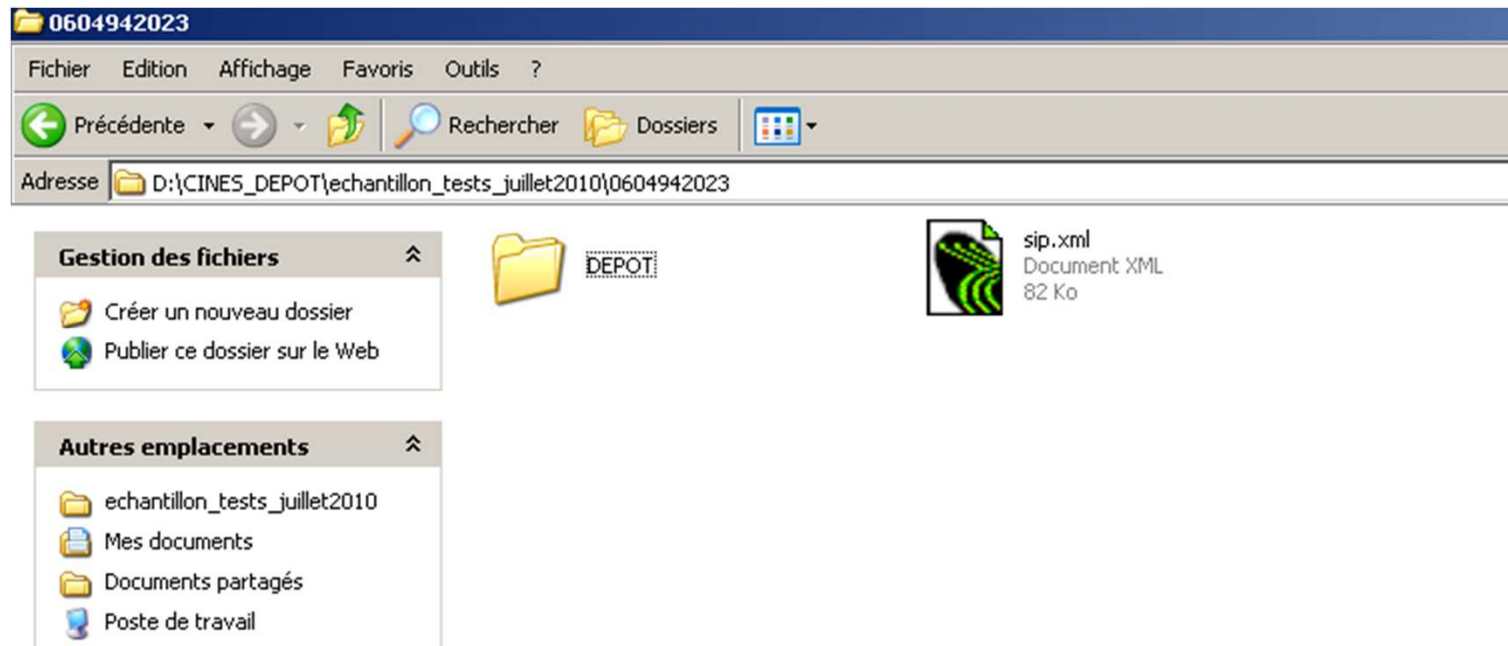 0604942023
Fichier Edition Affichage Favoris Outils ?
Précédente Rechercher Dossiers
Adresse D:\CINES_DEPOT\echantillon_tests_juillet2010\0604942023
Gestion des fichiers
Créer un nouveau dossier
Publier ce dossier sur le Web
Autres emplacements
echantillon_tests_juillet2010
Mes documents
Documents partagés
Poste de travail
DEPOT
sip.xml
Document XML
82 Ko